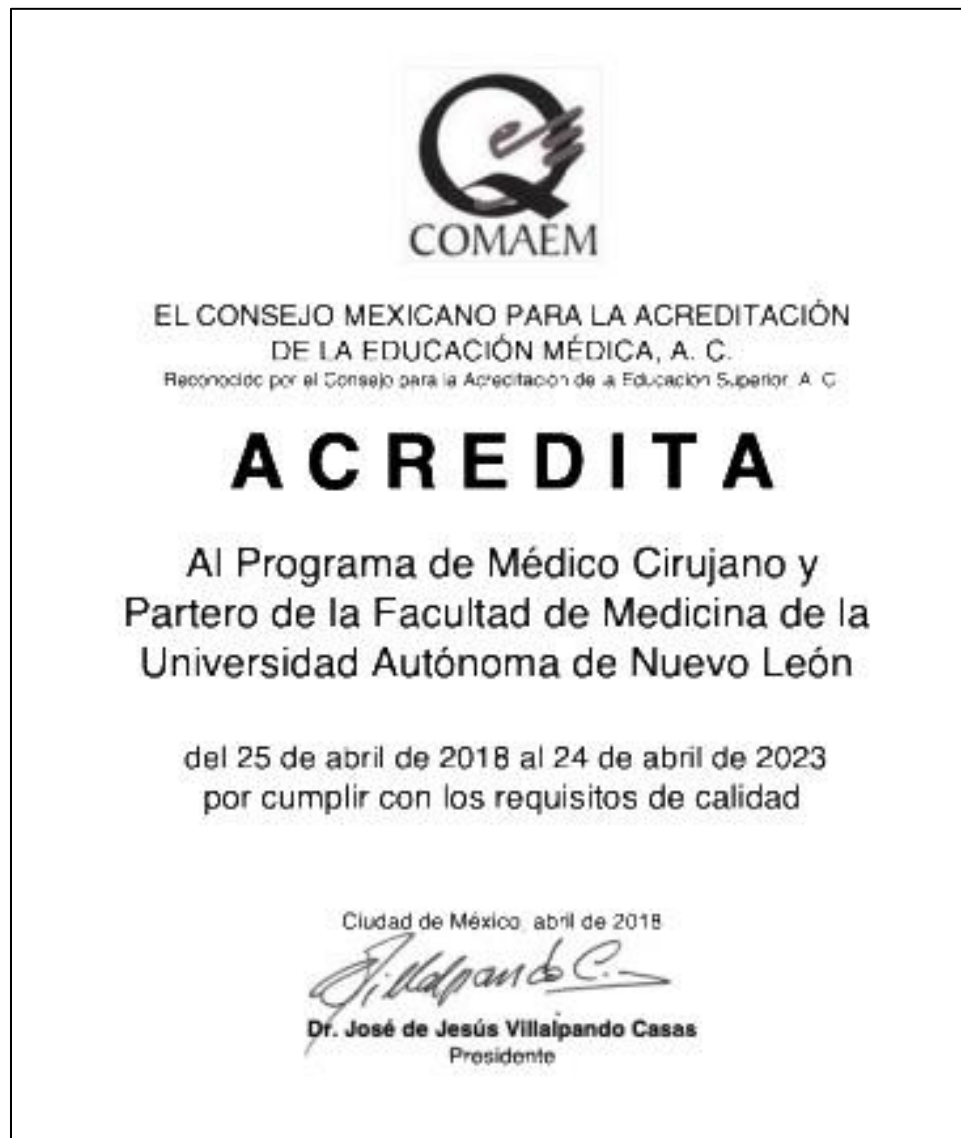 COMAEM
EL CONSEJO MEXICANO PARA LA ACREDITACIÓN
DE LA EDUCACIÓN MÉDICA, A. C.
Reconocido por el Consejo para la Acreditación de la Educación Superior, A. C.
ACREDITA
Al Programa de Médico Cirujano y
Partero de la Facultad de Medicina de la
Universidad Autónoma de Nuevo León
del 25 de abril de 2018 al 24 de abril de 2023
por cumplir con los requisitos de calidad
Ciudad de México, abril de 2018
Villalpando C.
Dr. José de Jesús Villalpando Casas
Presidente